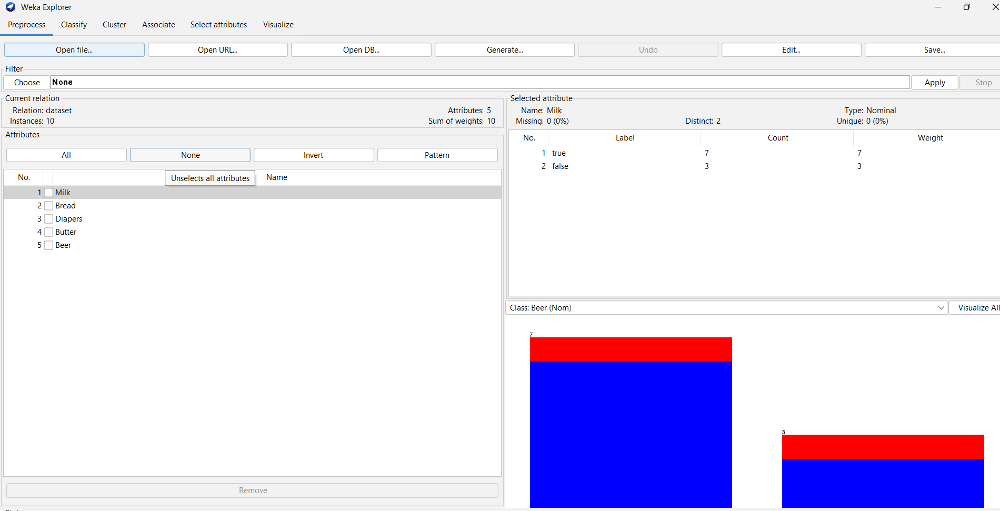 Weka Explorer
Preprocess Classify Cluster Associate Select attributes Visualize
Open file... Open URL... Open DB... Generate... Undo Edit... Save...
Filter
Choose None Apply Stop
Current relation
Relation: dataset Attributes: 5
Instances: 10 Sum of weights: 10
Attributes
All None Invert Pattern
No. Name
Unselects all attributes
1 Milk
2 Bread
3 Diapers
4 Butter
5 Beer
Remove
Selected attribute
Name: Milk Type: Nominal
Missing: 0 (0%) Distinct: 2 Unique: 0 (0%)
No. Label Count Weight
1 true 7 7
2 false 3 3
Class: Beer (Nom) Visualize All
7
3